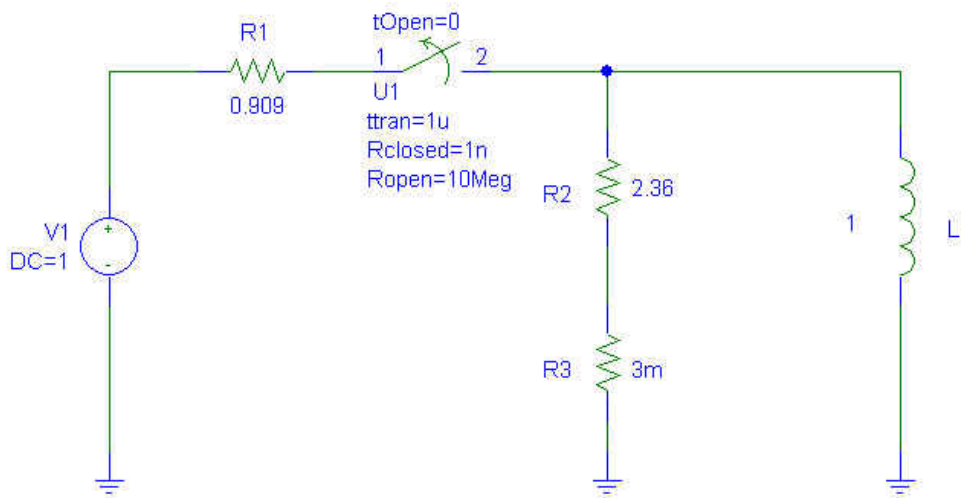 tOpen=0
R1
1
2
0.909
U1
ttran=1u
Rclosed=1n
Ropen=10Meg
R2
2.36
V1
DC=1
+
-
1
L
R3
3m